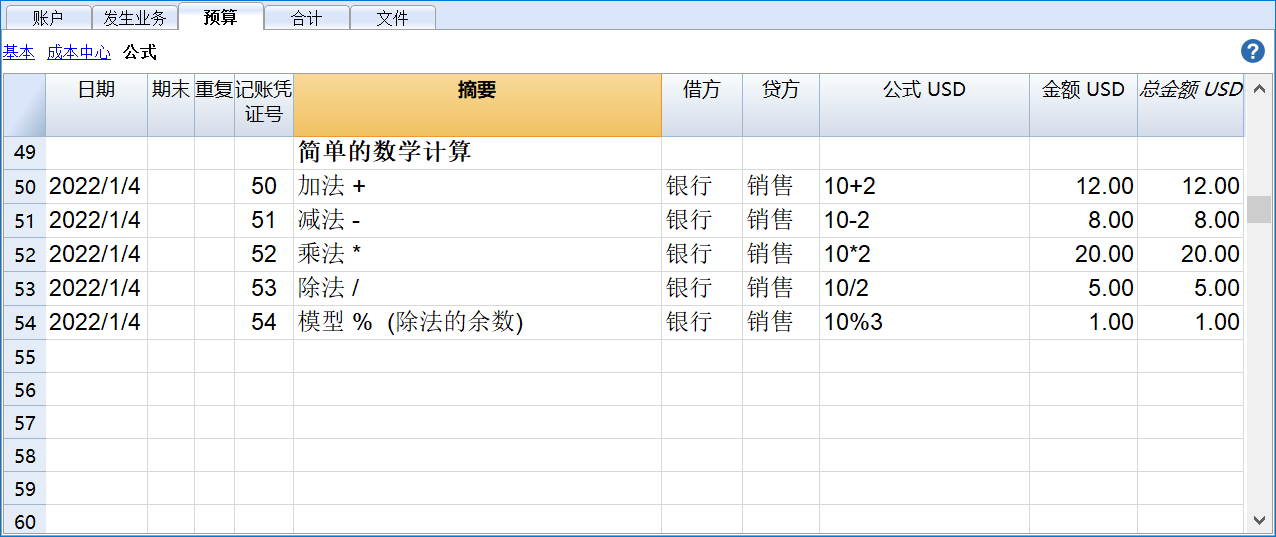 账户 发生业务 预算 合计 文件
基本 成本中心 公式 ?
日期 期末 重复 记账凭证号 摘要 借方 贷方 公式 USD 金额 USD 总金额 USD
49 简单的数学计算
50 2022/1/4 50 加法 + 银行 销售 10+2 12.00 12.00
51 2022/1/4 51 减法 - 银行 销售 10-2 8.00 8.00
52 2022/1/4 52 乘法 * 银行 销售 10*2 20.00 20.00
53 2022/1/4 53 除法 / 银行 销售 10/2 5.00 5.00
54 2022/1/4 54 模型 % (除法的余数) 银行 销售 10%3 1.00 1.00
55
56
57
58
59
60